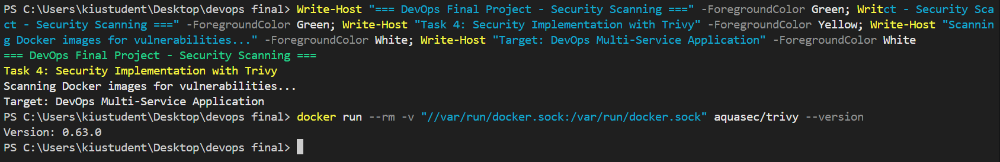 PS C:\Users\kiustudent\Desktop\devops final> Write-Host "=== DevOps Final Project - Security Scanning ===" -ForegroundColor Green; Writct - Security Sca
ct - Security Scanning ===" -ForegroundColor Green; Write-Host "Task 4: Security Implementation with Trivy" -ForegroundColor Yellow; Write-Host "Scannin
g Docker images for vulnerabilities..." -ForegroundColor White; Write-Host "Target: DevOps Multi-Service Application" -ForegroundColor White
=== DevOps Final Project - Security Scanning ===
Task 4: Security Implementation with Trivy
Scanning Docker images for vulnerabilities...
Target: DevOps Multi-Service Application
PS C:\Users\kiustudent\Desktop\devops final> docker run --rm -v "//var/run/docker.sock:/var/run/docker.sock" aquasec/trivy --version
Version: 0.63.0
PS C:\Users\kiustudent\Desktop\devops final>